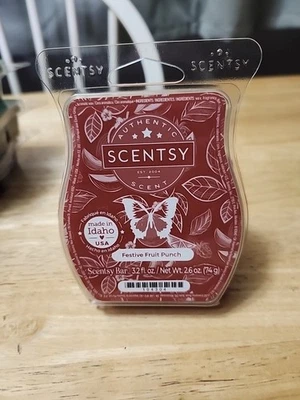 SCENTSY
SCENTSY
AUTHENTIC
SCENTSY
EST. 2004
SCENT
made in
Idaho
USA
Festive Fruit Punch
Scentsy Bar 3.2 fl. oz / Net Wt. 2.6 oz. (74 g)